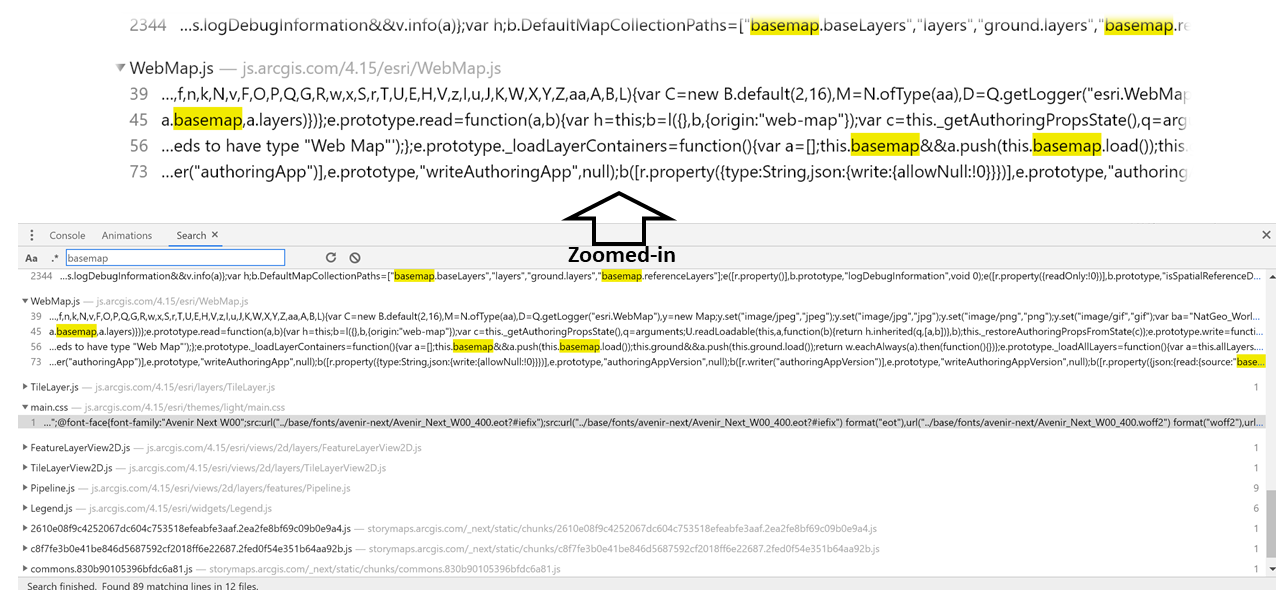 2344 ...s.logDebugInformation&&v.info(a)};var h;b.DefaultMapCollectionPaths=["basemap.baseLayers","layers","ground.layers","basemap.re
WebMap.js — js.arcgis.com/4.15/esri/WebMap.js
39 ...,f,n,k,N,v,F,O,P,Q,G,R,w,x,S,r,T,U,E,H,V,z,I,u,J,K,W,X,Y,Z,aa,A,B,L){var C=new B.default(2,16),M=N.ofType(aa),D=Q.getLogger("esri.WebMap
45 a.basemap,a.layers)})};e.prototype.read=function(a,b){var h=this;b=l({},b,{origin:"web-map"});var c=this._getAuthoringPropsState(),q=arg
56 ...eds to have type "Web Map"');};e.prototype._loadLayerContainers=function(){var a=[];this.basemap&&a.push(this.basemap.load());this.
73 ...er("authoringApp")],e.prototype,"writeAuthoringApp",null);b([r.property({type:String,json:{write:{allowNull:!0}}})],e.prototype,"authoring
Zoomed-in
Console Animations Search ×
Aa .* basemap
2344 ...s.logDebugInformation&&v.info(a)};var h;b.DefaultMapCollectionPaths=["basemap.baseLayers","layers","ground.layers","basemap.referenceLayers"];e([r.property()],b.prototype,"logDebugInformation",void 0);e([r.property({readOnly:!0})],b.prototype,"isSpatialReferenceD...
WebMap.js — js.arcgis.com/4.15/esri/WebMap.js
39 ...,f,n,k,N,v,F,O,P,Q,G,R,w,x,S,r,T,U,E,H,V,z,I,u,J,K,W,X,Y,Z,aa,A,B,L){var C=new B.default(2,16),M=N.ofType(aa),D=Q.getLogger("esri.WebMap"),y=new Map;y.set("image/jpeg","jpeg");y.set("image/jpg","jpg");y.set("image/png","png");y.set("image/gif","gif");var ba="NatGeo_Worl...
45 a.basemap,a.layers)})};e.prototype.read=function(a,b){var h=this;b=l({},b,{origin:"web-map"});var c=this._getAuthoringPropsState(),q=arguments;U.readLoadable(this,a,function(b){return h.inherited(q,[a,b])},b);this._restoreAuthoringPropsFromState(c)};e.prototype.write=functi...
56 ...eds to have type "Web Map"');};e.prototype._loadLayerContainers=function(){var a=[];this.basemap&&a.push(this.basemap.load());this.ground&&a.push(this.ground.load());return w.eachAlways(a).then(function(){})};e.prototype._loadAllLayers=function(){var a=this.allLayers....
73 ...er("authoringApp")],e.prototype,"writeAuthoringApp",null);b([r.property({type:String,json:{write:{allowNull:!0}}})],e.prototype,"authoringAppVersion",null);b([r.writer("authoringAppVersion")],e.prototype,"writeAuthoringAppVersion",null);b([r.property({json:{read:{source:"base...
TileLayer.js — js.arcgis.com/4.15/esri/layers/TileLayer.js 1
main.css — js.arcgis.com/4.15/esri/themes/light/main.css
1 ...";@font-face{font-family:"Avenir Next W00";src:url("../base/fonts/avenir-next/Avenir_Next_W00_400.eot?#iefix");src:url("../base/fonts/avenir-next/Avenir_Next_W00_400.eot?#iefix") format("eot"),url("../base/fonts/avenir-next/Avenir_Next_W00_400.woff2") format("woff2"),url...
FeatureLayerView2D.js — js.arcgis.com/4.15/esri/views/2d/layers/FeatureLayerView2D.js 1
TileLayerView2D.js — js.arcgis.com/4.15/esri/views/2d/layers/TileLayerView2D.js 1
Pipeline.js — js.arcgis.com/4.15/esri/views/2d/layers/features/Pipeline.js 9
Legend.js — js.arcgis.com/4.15/esri/widgets/Legend.js 6
2610e08f9c4252067dc604c753518efeabfe3aaf.2ea2fe8bf69c09b0e9a4.js — storymaps.arcgis.com/_next/static/chunks/2610e08f9c4252067dc604c753518efeabfe3aaf.2ea2fe8bf69c09b0e9a4.js 1
c8f7fe3b0e41be846d5687592cf2018ff6e22687.2fed0f54e351b64aa92b.js — storymaps.arcgis.com/_next/static/chunks/c8f7fe3b0e41be846d5687592cf2018ff6e22687.2fed0f54e351b64aa92b.js 1
commons.830b90105396bfdc6a81.js — storymaps.arcgis.com/_next/static/chunks/commons.830b90105396bfdc6a81.js 1
Search finished. Found 89 matching lines in 12 files.